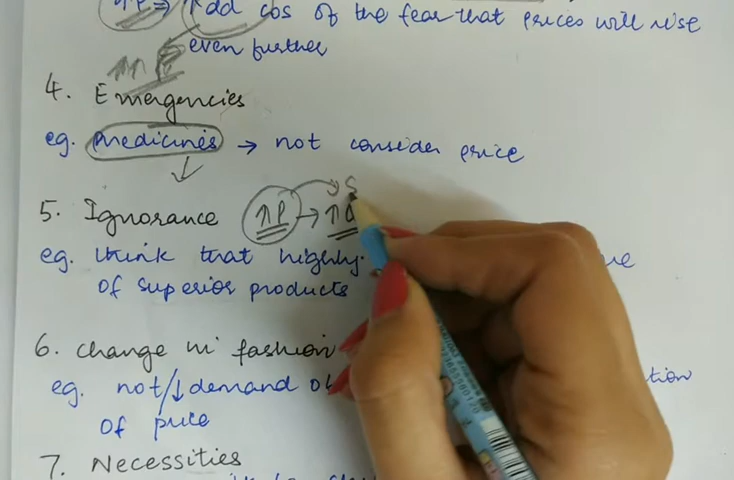 ↑P ⇒ ↑dd cos of the fear that prices will rise
even further
↑↑ P
4. Emergencies
eg. medicines → not consider price
↓
5. Ignorance ↑P → ↑ S
eg. think that highly
of superior products
6. Change in fashion
eg. not/↓ demand
of price
7. Necessities